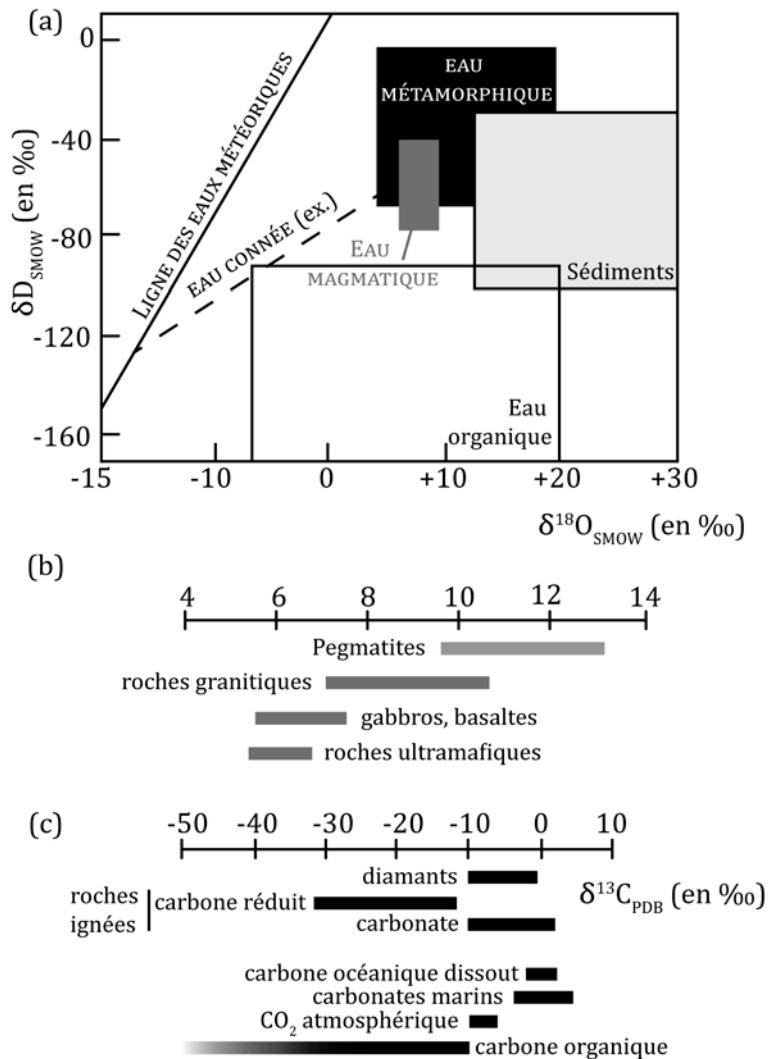 (a)
0
-40
-80
-120
-160
δD_SMOW (en ‰)
LIGNE DES EAUX MÉTÉORIQUES
EAU CONNÉE (ex.)
EAU
MÉTAMORPHIQUE
EAU
MAGMATIQUE
Sédiments
Eau
organique
-15 -10 0 +10 +20 +30
δ¹⁸O_SMOW (en ‰)
(b)
4 6 8 10 12 14
Pegmatites
roches granitiques
gabbros, basaltes
roches ultramafiques
(c)
-50 -40 -30 -20 -10 0 10
δ¹³C_PDB (en ‰)
diamants
roches
ignées
carbone réduit
carbonate
carbone océanique dissout
carbonates marins
CO₂ atmosphérique
carbone organique